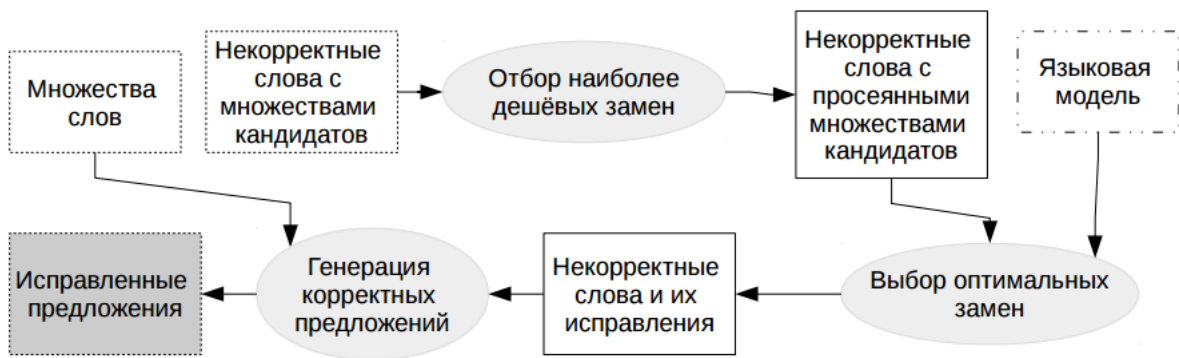 Множества
слов
Некорректные
слова с
множествами
кандидатов
Отбор наиболее
дешёвых замен
Некорректные
слова с
просеянными
множествами
кандидатов
Языковая
модель
Исправленные
предложения
Генерация
корректных
предложений
Некорректные
слова и их
исправления
Выбор оптимальных
замен